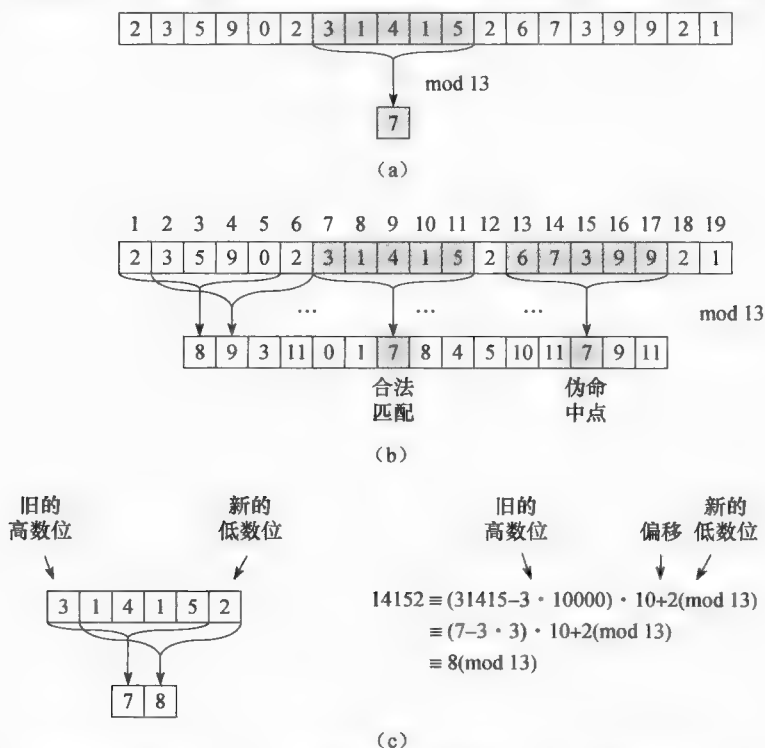 2 3 5 9 0 2 3 1 4 1 5 2 6 7 3 9 9 2 1
mod 13
7
(a)
1 2 3 4 5 6 7 8 9 10 11 12 13 14 15 16 17 18 19
2 3 5 9 0 2 3 1 4 1 5 2 6 7 3 9 9 2 1
… … … mod 13
8 9 3 11 0 1 7 8 4 5 10 11 7 9 11
合法 伪命
匹配 中点
(b)
旧的 新的
高数位 低数位
3 1 4 1 5 2
7 8
旧的 新的
高数位 偏移 低数位
14152≡(31415–3·10000)·10+2(mod 13)
≡(7–3·3)·10+2(mod 13)
≡8(mod 13)
(c)